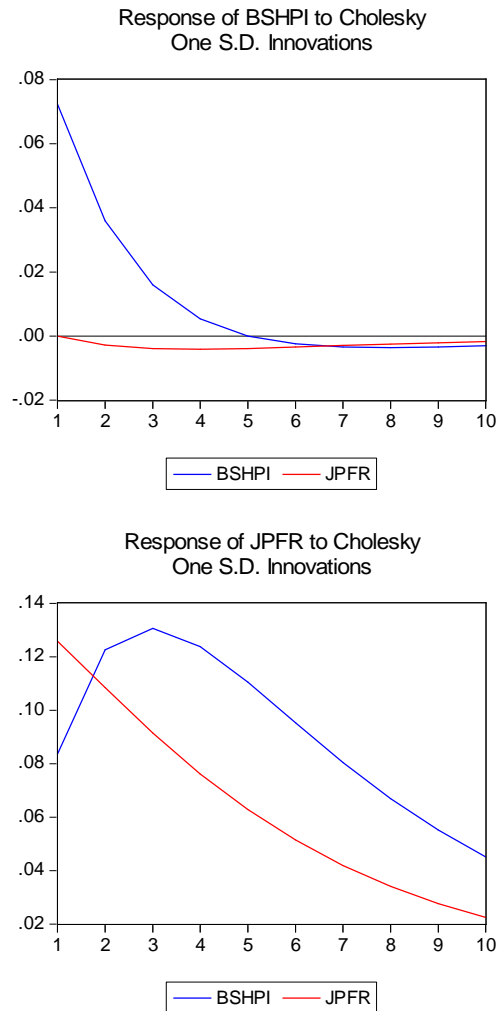 Response of BSHPI to Cholesky
One S.D. Innovations
.08
.06
.04
.02
.00
-.02
1 2 3 4 5 6 7 8 9 10
BSHPI JPFR
Response of JPFR to Cholesky
One S.D. Innovations
.14
.12
.10
.08
.06
.04
.02
1 2 3 4 5 6 7 8 9 10
BSHPI JPFR